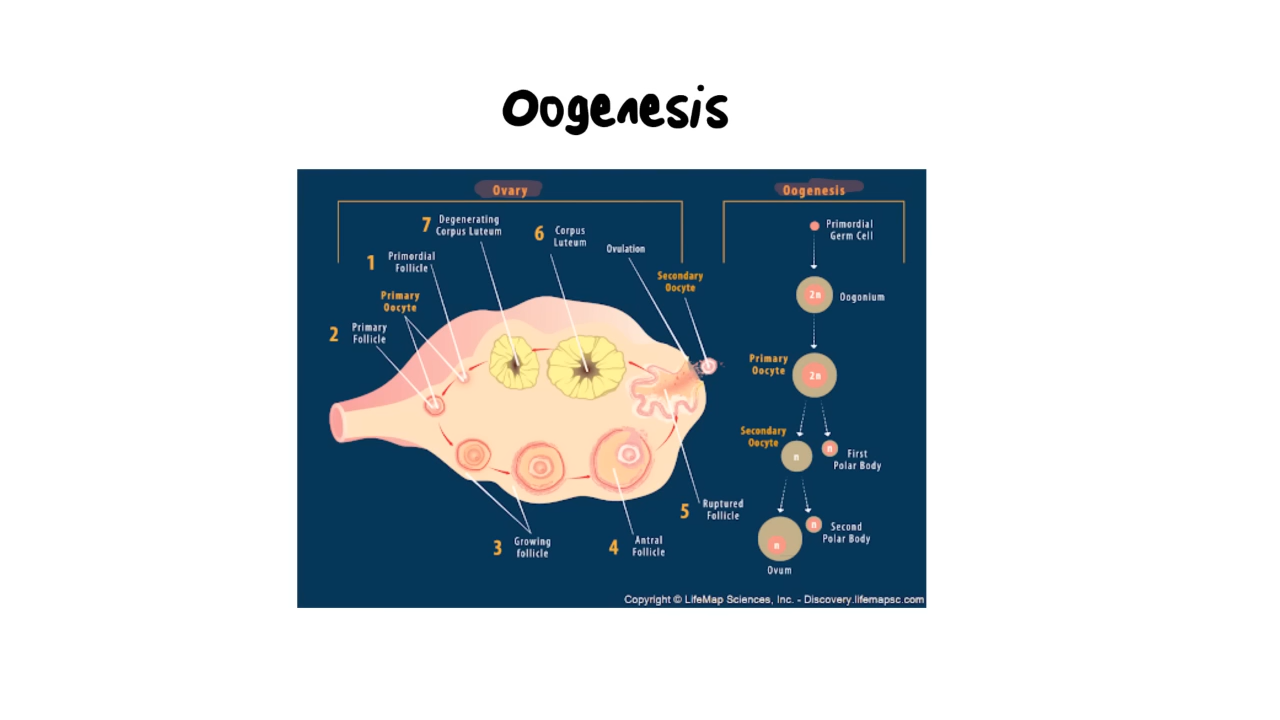 Oogenesis
Ovary
Oogenesis
7 Degenerating
Corpus Luteum
6 Corpus
Luteum
Ovulation
1 Primordial
Follicle
Secondary
Oocyte
Primary
Oocyte
2 Primary
Follicle
3 Growing
follicle
4 Antral
Follicle
5 Ruptured
Follicle
Primordial
Germ Cell
2n
Oogonium
Primary
Oocyte
2n
Secondary
Oocyte
n
n
First
Polar Body
n
Second
Polar Body
n
Ovum
Copyright © LifeMap Sciences, Inc. - Discovery.lifemapsc.com